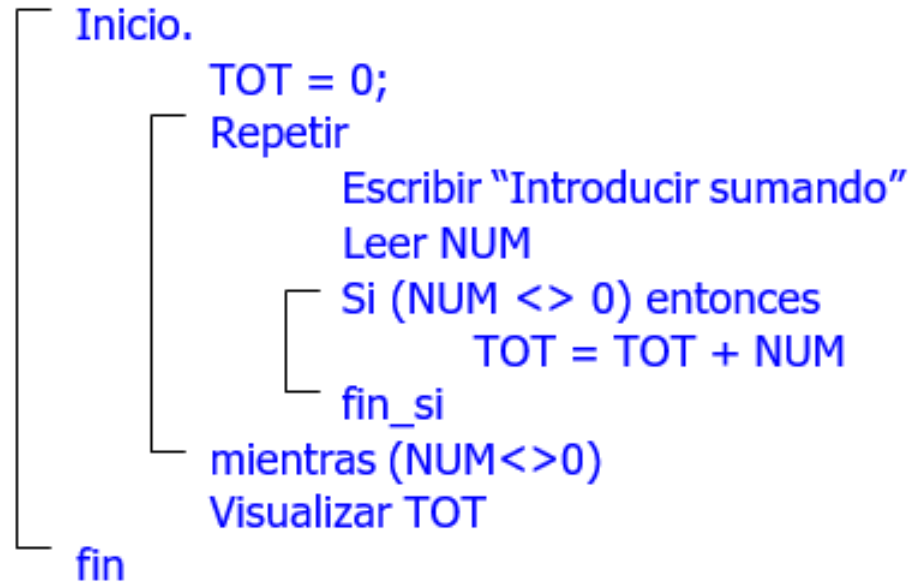 Inicio.
TOT = 0;
Repetir
Escribir “Introducir sumando”
Leer NUM
Si (NUM <> 0) entonces
TOT = TOT + NUM
fin_si
mientras (NUM<>0)
Visualizar TOT
fin